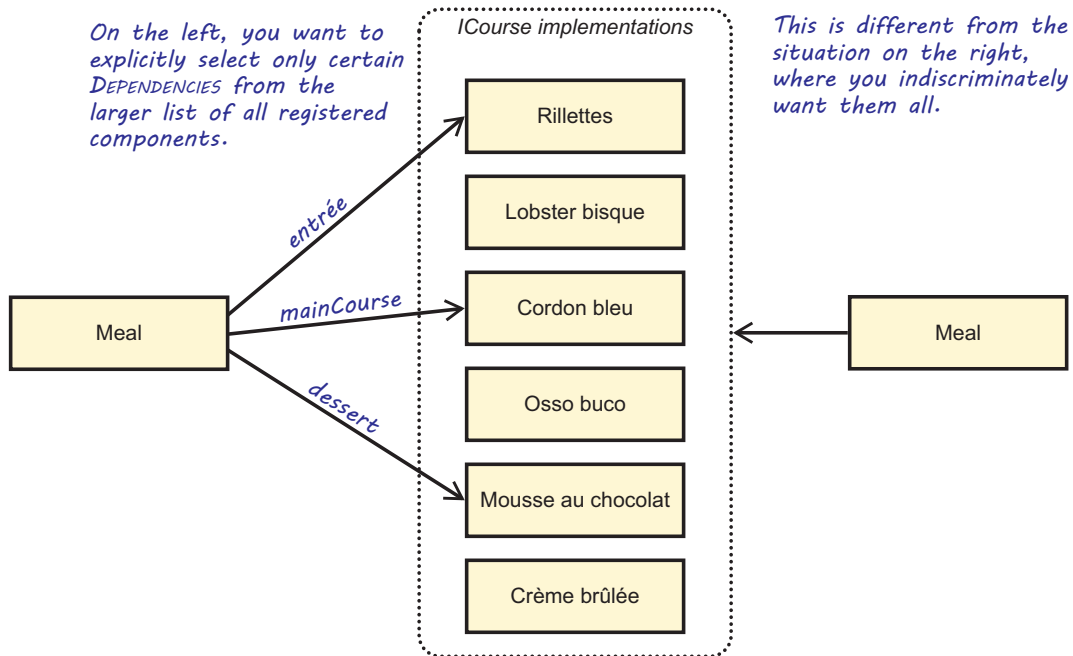 On the left, you want to
explicitly select only certain
DEPENDENCIES from the
larger list of all registered
components.
ICourse implementations
This is different from the
situation on the right,
where you indiscriminately
want them all.
Rillettes
Lobster bisque
entrée
Meal
mainCourse
Cordon bleu
Meal
dessert
Osso buco
Mousse au chocolat
Crème brûlée